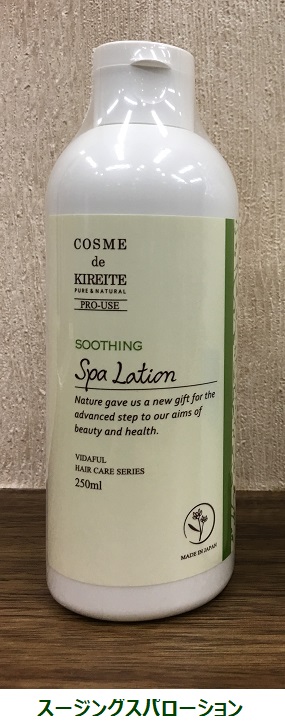 COSME
de
KIREITE
PURE & NATURAL
PRO-USE
SOOTHING
Spa Lation
Nature gave us a new gift for the
advanced step to our aims of
beauty and health.
VIDAFUL
HAIR CARE SERIES
250ml
MADE IN JAPAN
スージングスパローション